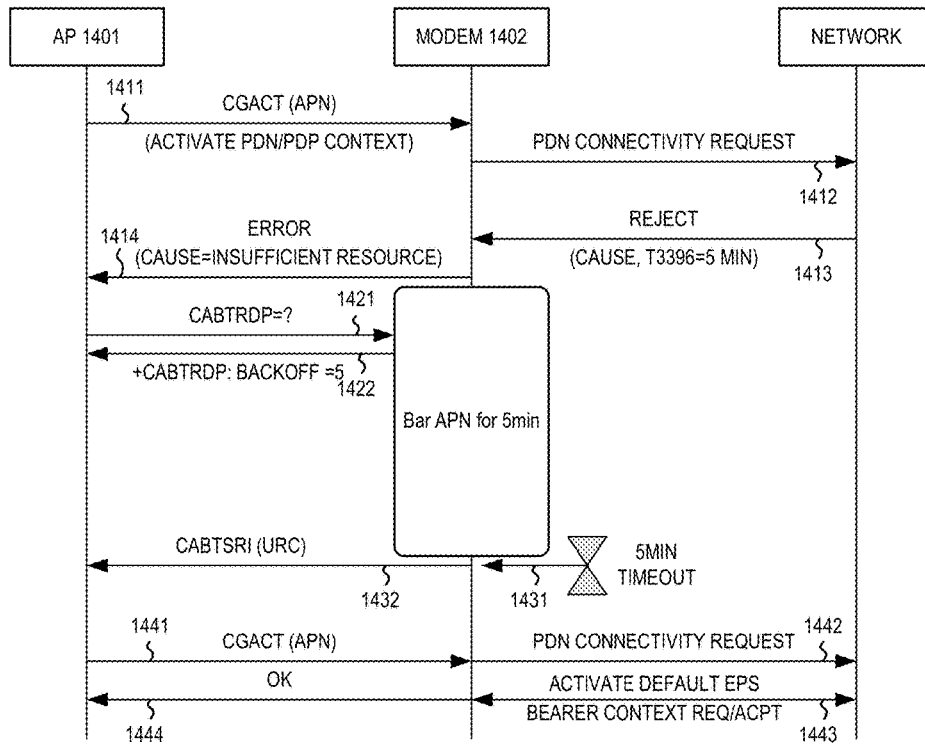 AP 1401
MODEM 1402
NETWORK
1411
CGACT (APN)
(ACTIVATE PDN/PDP CONTEXT)
PDN CONNECTIVITY REQUEST
1412
REJECT
(CAUSE, T3396=5 MIN)
1413
1414
ERROR
(CAUSE=INSUFFICIENT RESOURCE)
1421
CABTRDP=?
+CABTRDP: BACKOFF =5
1422
Bar APN for 5min
CABTSRI (URC)
1432
1431
5MIN
TIMEOUT
1441
CGACT (APN)
PDN CONNECTIVITY REQUEST
1442
OK
1444
ACTIVATE DEFAULT EPS
BEARER CONTEXT REQ/ACPT
1443